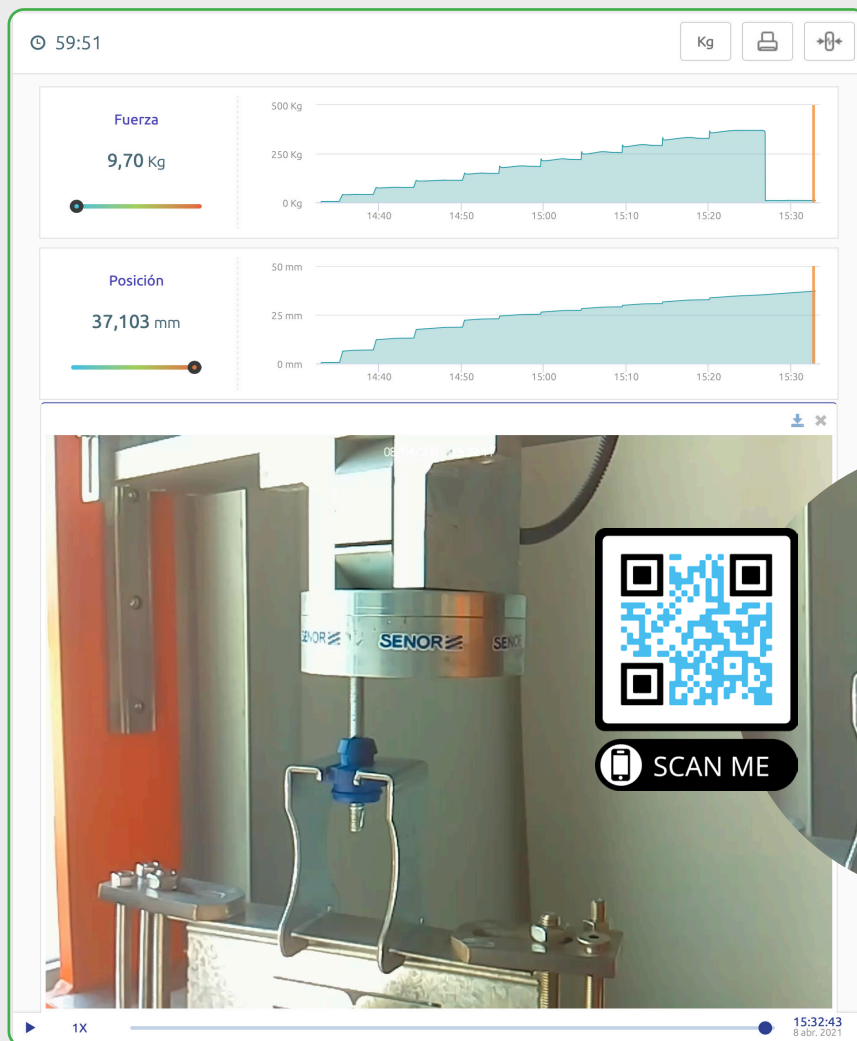 59:51
Kg
Fuerza
9,70 Kg
500 Kg
250 Kg
0 Kg
14:40
14:50
15:00
15:10
15:20
15:30
Posición
37,103 mm
50 mm
25 mm
0 mm
14:40
14:50
15:00
15:10
15:20
15:30
SENOR
SENOR
SCAN ME
1X
15:32:43
8 abr. 2021